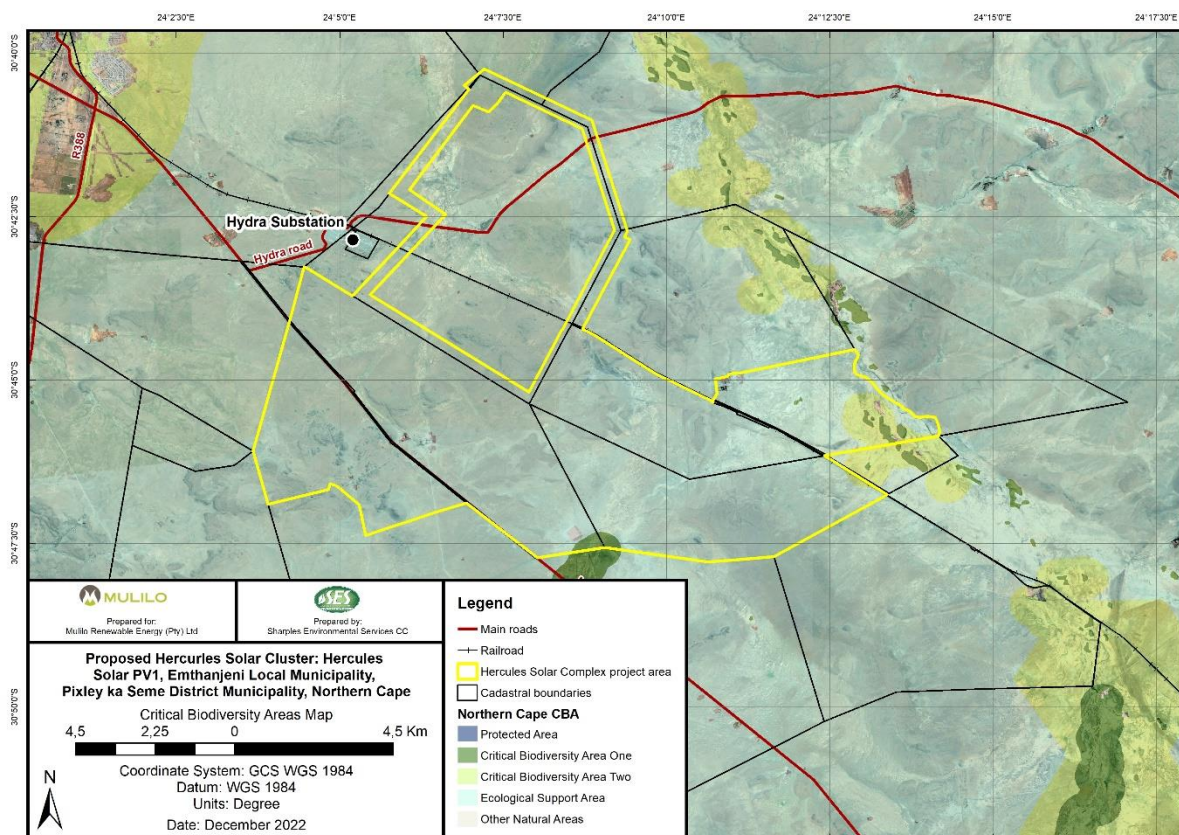 24°2'30"E
24°5'0"E
24°7'30"E
24°10'0"E
24°12'30"E
24°15'0"E
24°17'30"E
30°40'0"S
30°42'30"S
30°45'0"S
30°47'30"S
30°50'0"S
R388
Hydra Substation
Hydra road
MULILO
Prepared for:
Mulilo Renewable Energy (Pty) Ltd
SES
Prepared by:
Sharples Environmental Services CC
Proposed Hercurles Solar Cluster: Hercules
Solar PV1, Emthanjeni Local Municipality,
Pixley ka Seme District Municipality, Northern Cape
Critical Biodiversity Areas Map
4,5 2,25 0 4,5 Km
Coordinate System: GCS WGS 1984
Datum: WGS 1984
Units: Degree
Date: December 2022
N
Legend
Main roads
Railroad
Hercules Solar Complex project area
Cadastral boundaries
Northern Cape CBA
Protected Area
Critical Biodiversity Area One
Critical Biodiversity Area Two
Ecological Support Area
Other Natural Areas